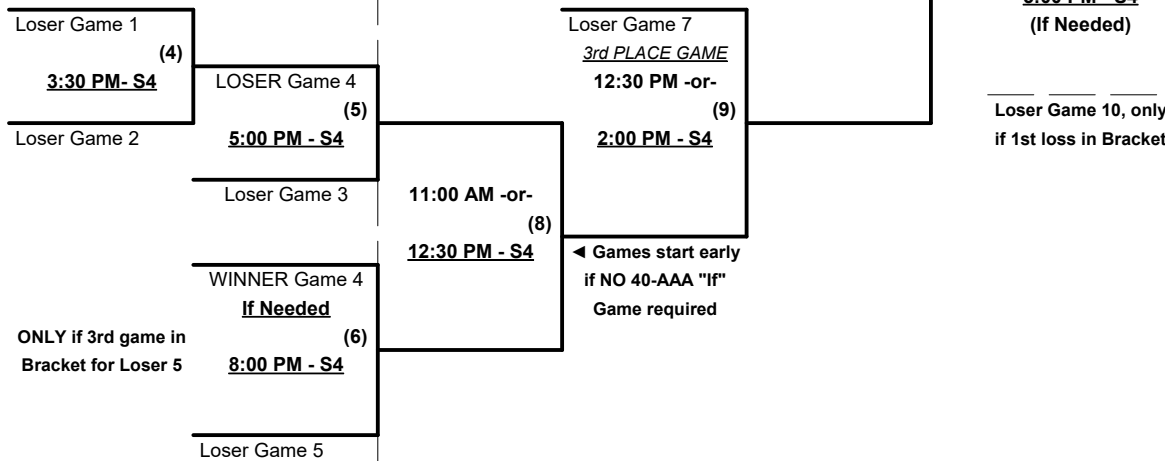 Loser Game 1
(4)
3:30 PM- S4
Loser Game 2
LOSER Game 4
(5)
5:00 PM - S4
Loser Game 3
WINNER Game 4
If Needed
(6)
8:00 PM - S4
Loser Game 5
ONLY if 3rd game in
Bracket for Loser 5
11:00 AM -or-
(8)
12:30 PM - S4
◄ Games start early
if NO 40-AAA "If"
Game required
Loser Game 7
3rd PLACE GAME
12:30 PM -or-
(9)
2:00 PM - S4
(If Needed)
Loser Game 10, only
if 1st loss in Bracket